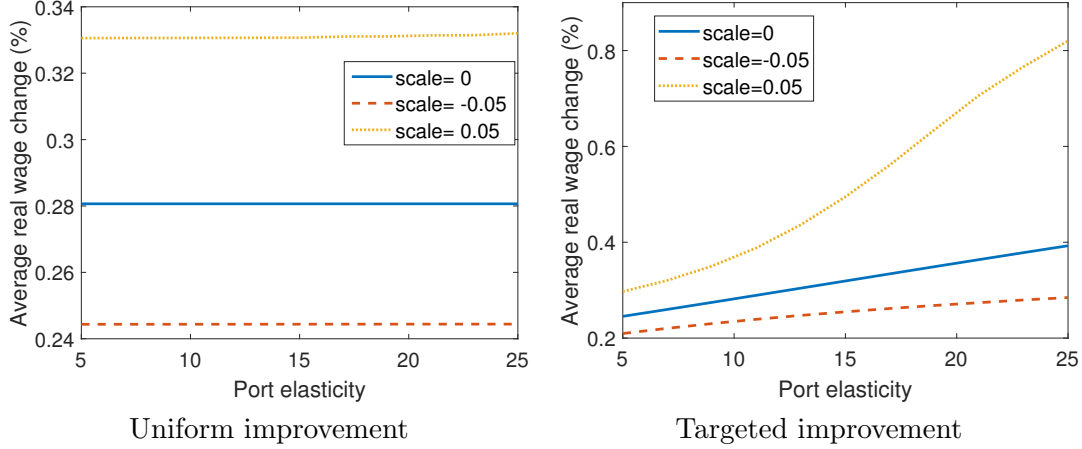 Average real wage change (%)
0.34
0.32
0.3
0.28
0.26
0.24
scale= 0
scale= -0.05
scale= 0.05
5
10
15
20
25
Port elasticity
Uniform improvement
Average real wage change (%)
0.8
0.6
0.4
0.2
scale=0
scale=-0.05
scale=0.05
5
10
15
20
25
Port elasticity
Targeted improvement